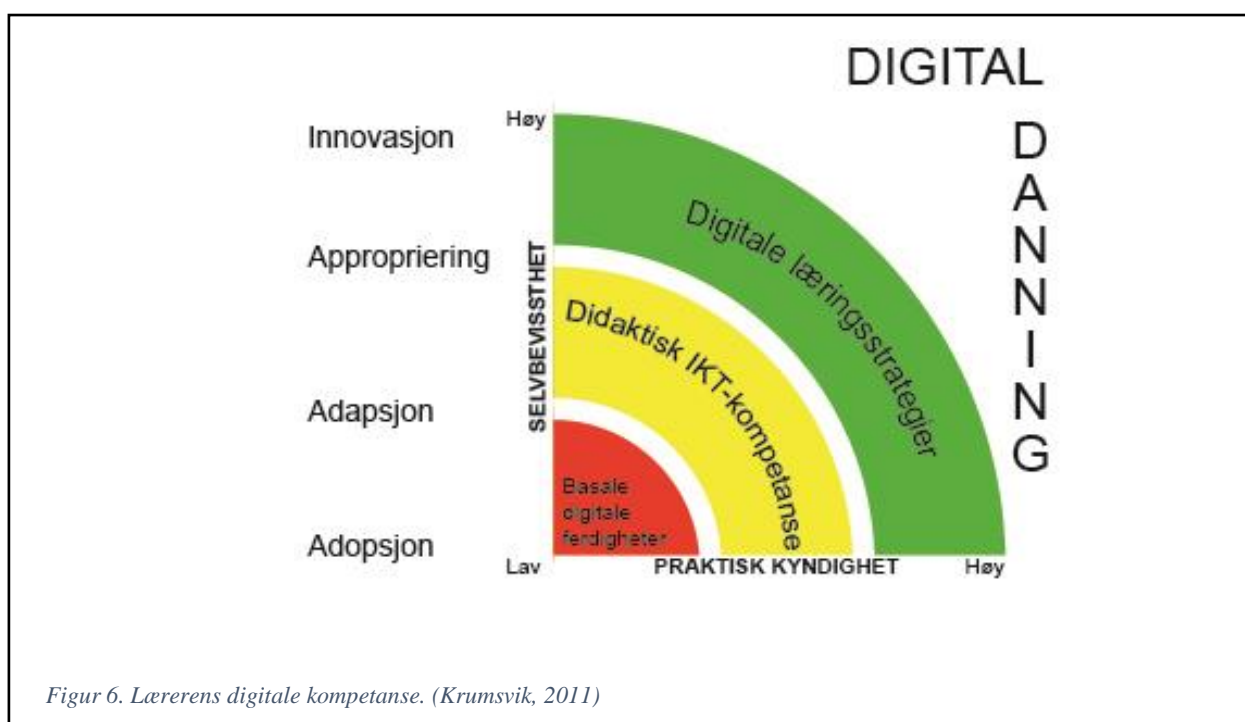 DIGITAL
DANNING
Høy
Innovasjon
Appropriering
Adapsjon
Adopsjon
SELVBEVISSTHET
Digitale læringsstrategier
Didaktisk IKT-kompetanse
Basale
digitale
ferdigheter
Lav
PRAKTISK KYNDIGHET
Høy
Figur 6. Lærerens digitale kompetanse. (Krumsvik, 2011)